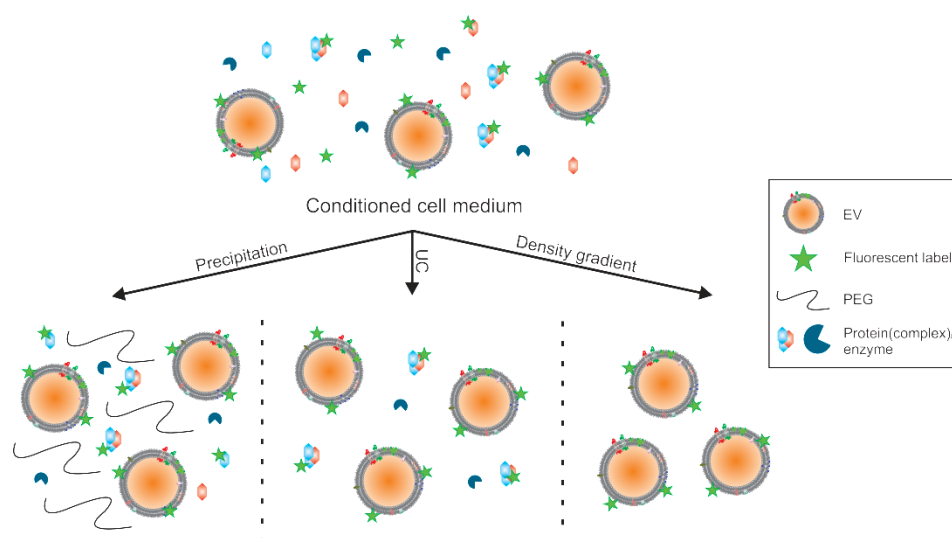 Conditioned cell medium
Precipitation
UC
Density gradient
EV
Fluorescent label
PEG
Protein(complex)/
enzyme